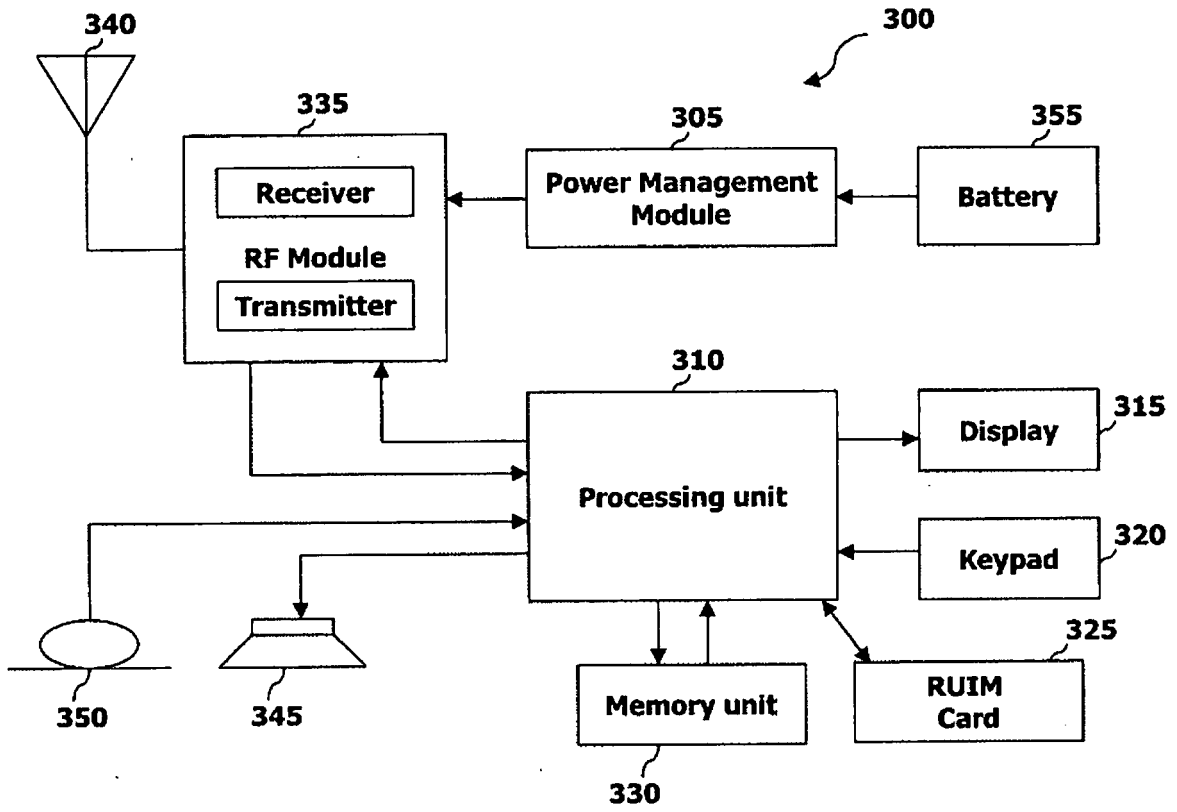 340
300
335
305
355
Receiver
Power Management
Module
Battery
RF Module
Transmitter
310
Display
315
Processing unit
Keypad
320
325
350
345
Memory unit
RUIM
Card
330